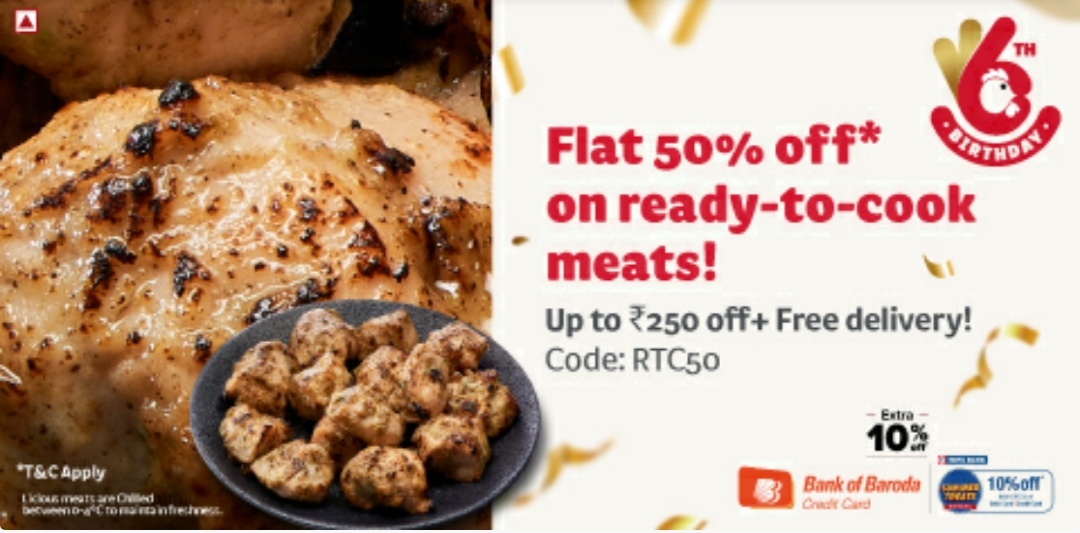 6TH
BIRTHDAY
Flat 50% off*
on ready-to-cook
meats!
Up to ₹250 off+ Free delivery!
Code: RTC50
Extra
10% off
Bank of Baroda
Credit Card
10% off*
*T&C Apply
Licious meats are Chilled
between 0-4°C to maintain freshness.